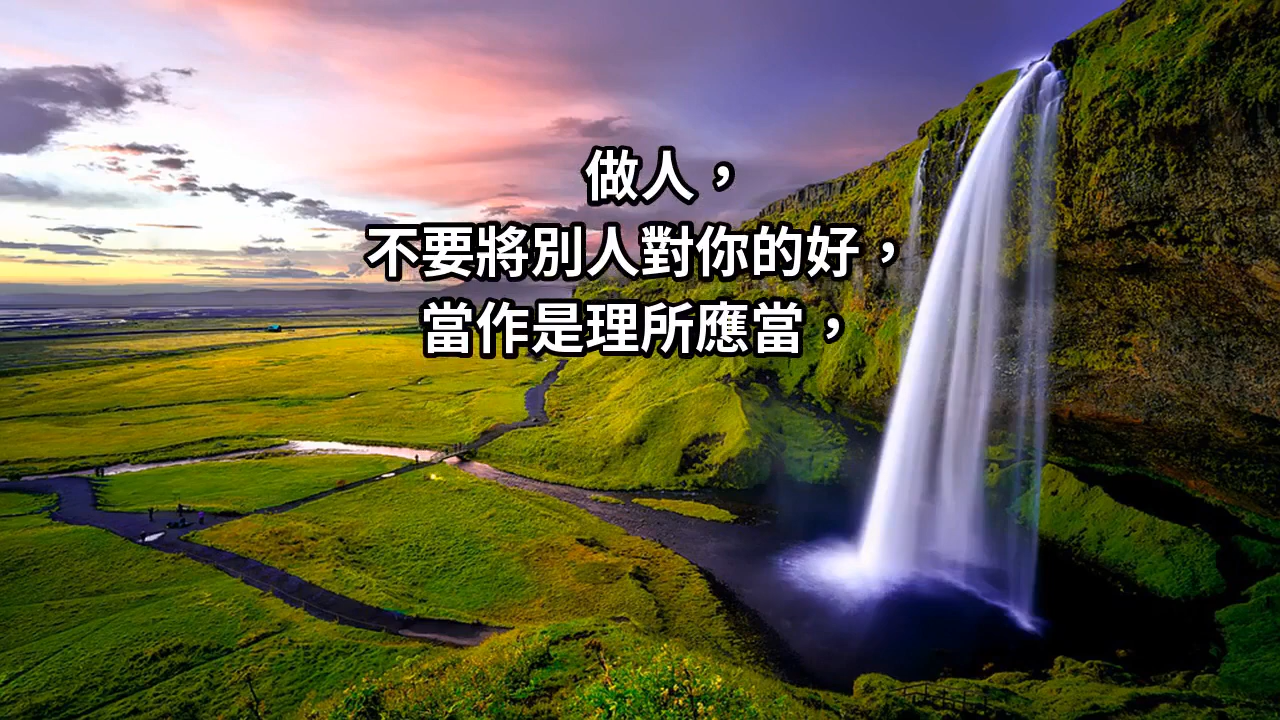 做人，
不要將別人對你的好，
當作是理所應當，